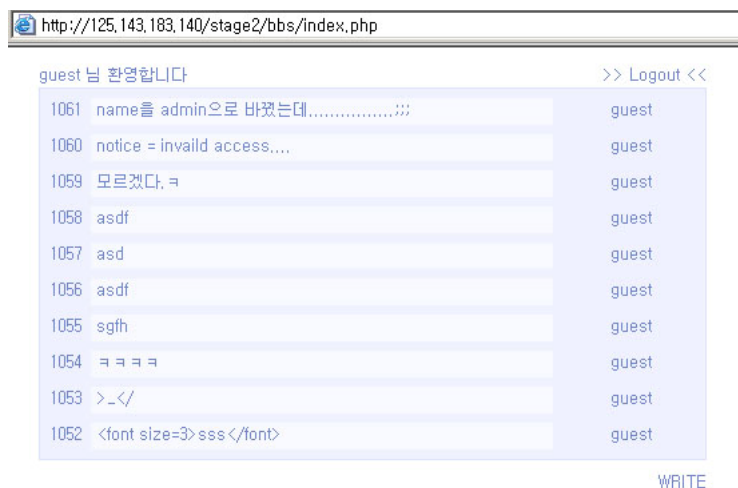 http://125,143,183,140/stage2/bbs/index,php
guest 님 환영합니다 >> Logout <<
1061 name을 admin으로 바꿨는데,,,,,,,,,,,,,,,,;;;
1060 notice = invaild access,,,,
1059 모르겠다, ㅋ guest
1058 asdf guest
1057 asd guest
1056 asdf guest
1055 sgfh guest
1054 ㅋㅋㅋㅋ guest
1053 >_</ guest
1052 <font size=3>sss</font> guest
WRITE